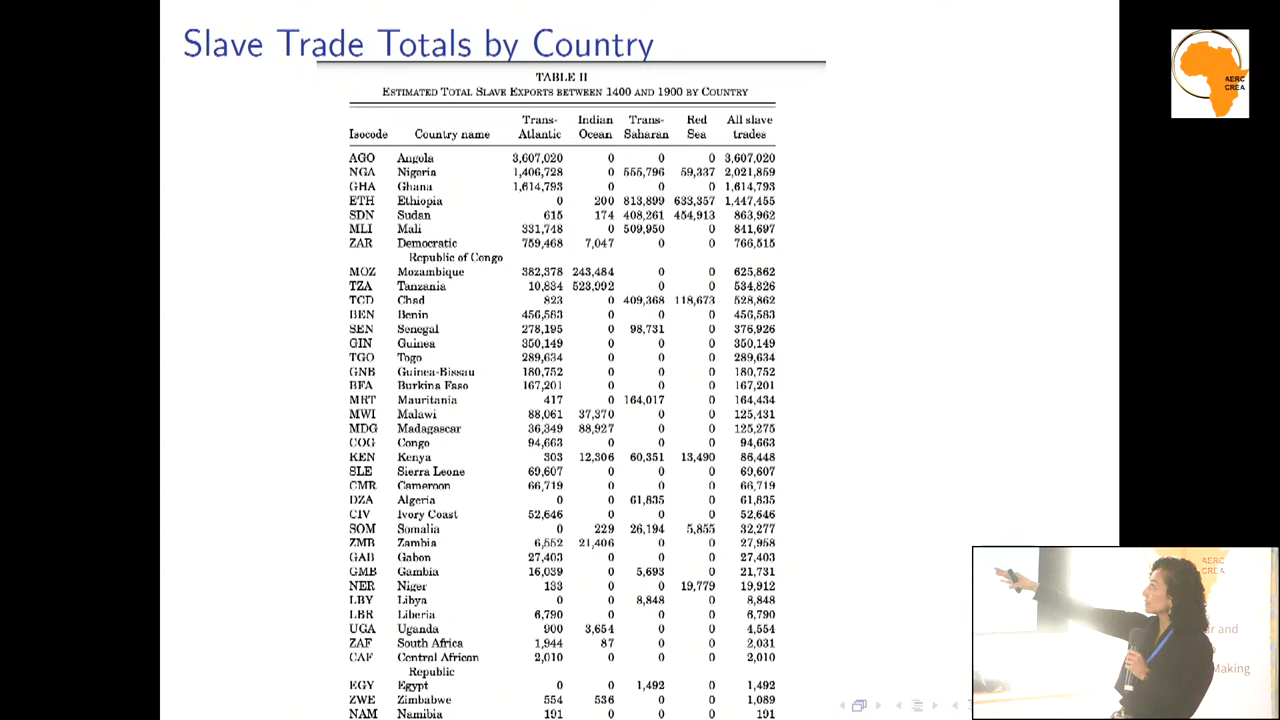 Slave Trade Totals by Country
TABLE II
ESTIMATED TOTAL SLAVE EXPORTS BETWEEN 1400 AND 1900 BY COUNTRY
Trans- Indian Trans- Red All slave
Isocode Country name Atlantic Ocean Saharan Sea trades
AGO Angola 3,607,020 0 0 0 3,607,020
NGA Nigeria 1,406,728 0 555,796 59,337 2,021,859
GHA Ghana 1,614,793 0 0 0 1,614,793
ETH Ethiopia 0 200 813,899 633,357 1,447,455
SDN Sudan 615 174 408,261 454,913 863,962
MLI Mali 331,748 0 509,950 0 841,697
ZAR Democratic 759,468 7,047 0 0 766,515
Republic of Congo
MOZ Mozambique 382,378 243,484 0 0 625,862
TZA Tanzania 10,834 523,992 0 0 534,826
TCD Chad 823 0 409,368 118,673 528,862
BEN Benin 456,583 0 0 0 456,583
SEN Senegal 278,195 0 98,731 0 376,926
GIN Guinea 350,149 0 0 0 350,149
TGO Togo 289,634 0 0 0 289,634
GNB Guinea-Bissau 180,752 0 0 0 180,752
BFA Burkina Faso 167,201 0 0 0 167,201
MRT Mauritania 417 0 164,017 0 164,434
MWI Malawi 88,061 37,370 0 0 125,431
MDG Madagascar 36,349 88,927 0 0 125,275
COG Congo 94,663 0 0 0 94,663
KEN Kenya 303 12,306 60,351 13,490 86,448
SLE Sierra Leone 69,607 0 0 0 69,607
CMR Cameroon 66,719 0 0 0 66,719
DZA Algeria 0 0 61,835 0 61,835
CIV Ivory Coast 52,646 0 0 0 52,646
SOM Somalia 0 229 26,194 5,855 32,277
ZMB Zambia 6,552 21,406 0 0 27,958
GAB Gabon 27,403 0 0 0 27,403
GMB Gambia 16,039 0 5,693 0 21,731
NER Niger 133 0 0 19,779 19,912
LBY Libya 0 0 8,848 0 8,848
LBR Liberia 6,790 0 0 0 6,790
UGA Uganda 900 3,654 0 0 4,554
ZAF South Africa 1,944 87 0 0 2,031
CAF Central African 2,010 0 0 0 2,010
Republic
EGY Egypt 0 0 1,492 0 1,492
ZWE Zimbabwe 554 536 0 0 1,089
NAM Namibia 191 0 0 0 191
AERC
CREA
AERC
CREA
and
Making